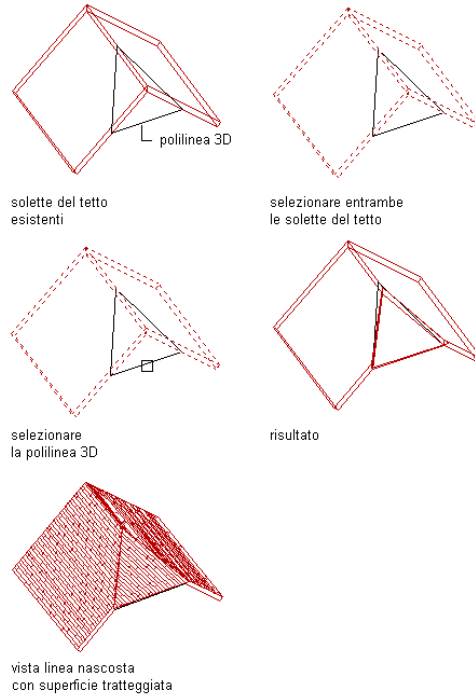 polilinea 3D
solette del tetto
esistenti
selezionare entrambe
le solette del tetto
selezionare
la polilinea 3D
risultato
vista linea nascosta
con superficie tratteggiata